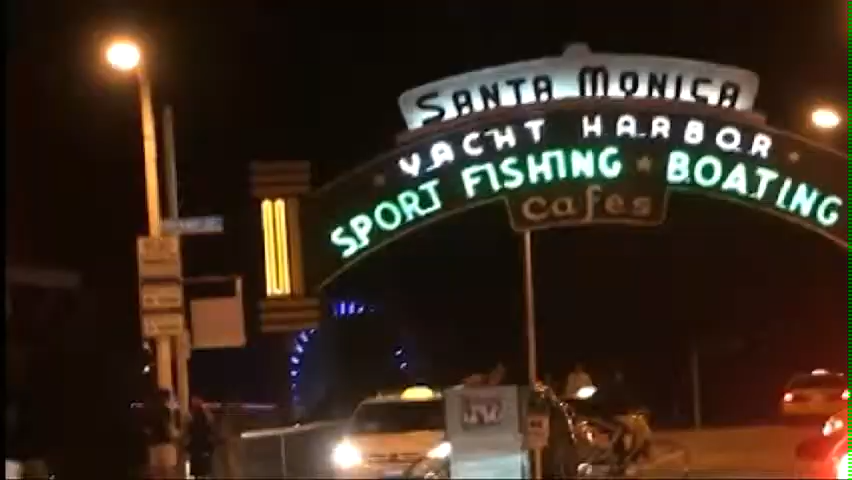 SANTA MONICA
YACHT HARBOR
SPORT FISHING * BOATING
cafes